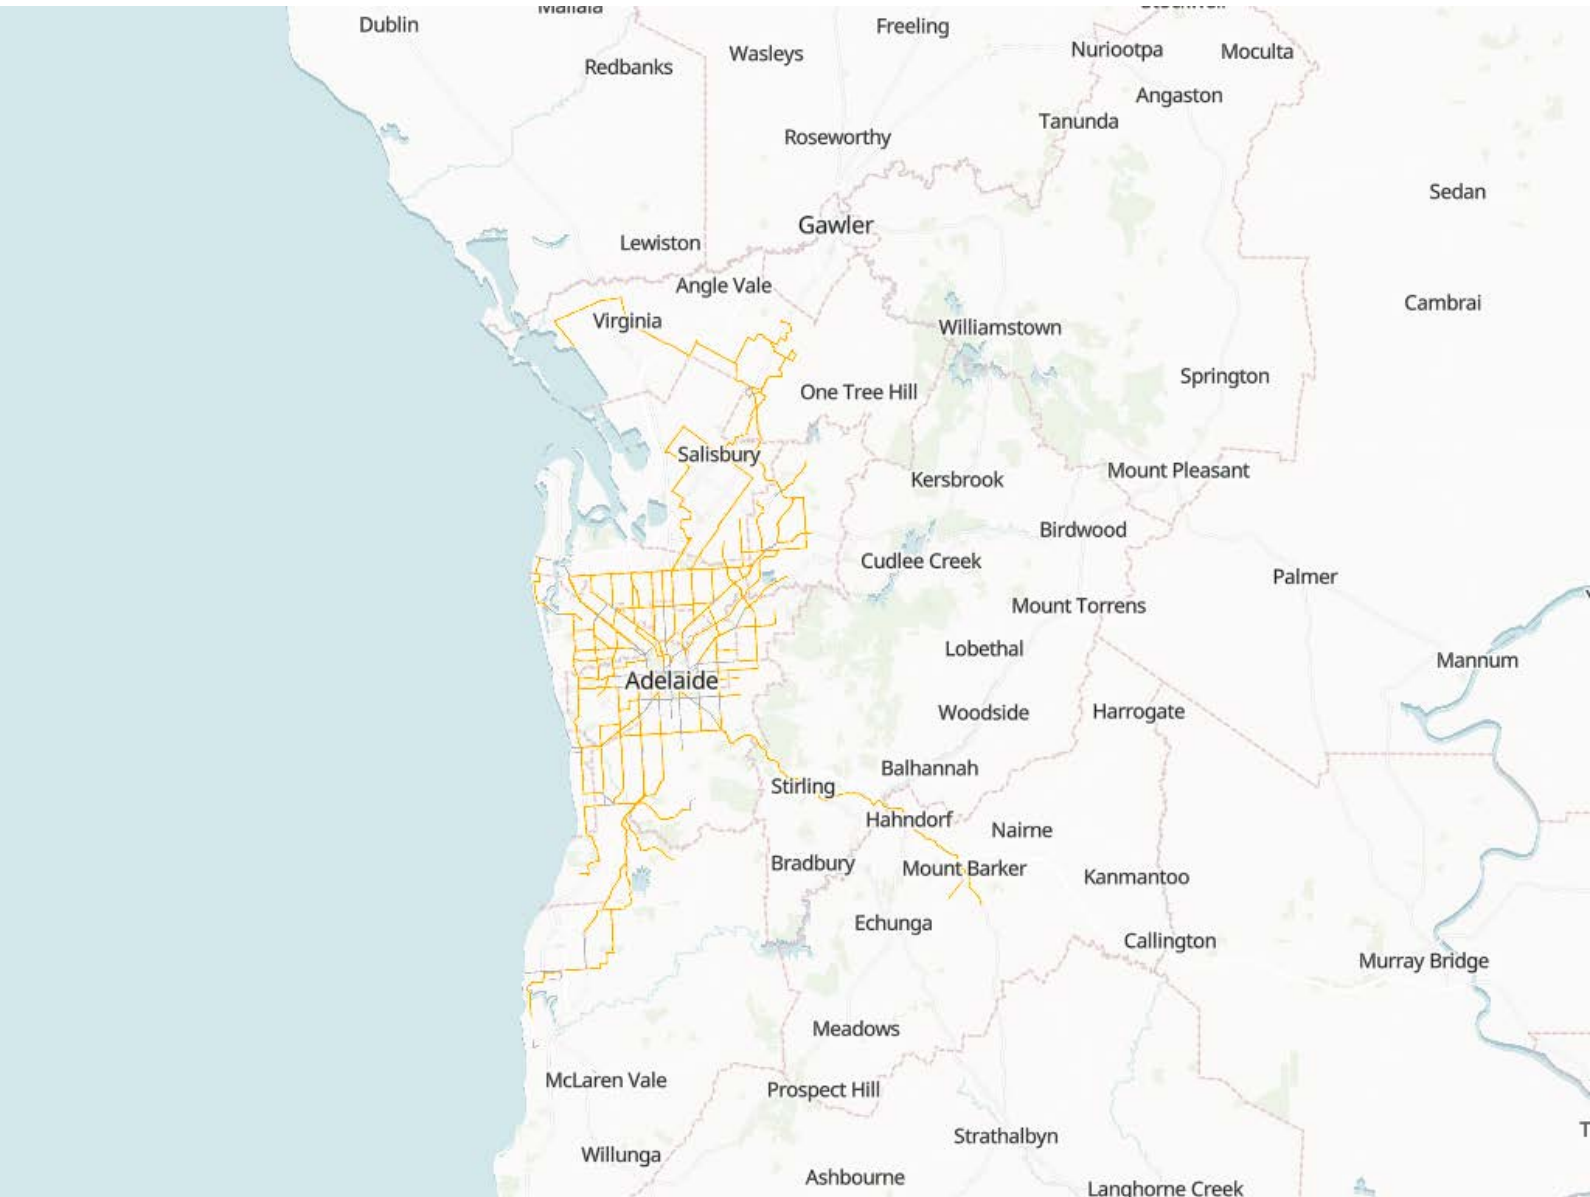 Dublin
Freeling
Wasleys
Nuriootpa
Moculta
Redbanks
Angaston
Tanunda
Roseworthy
Sedan
Gawler
Lewiston
Angle Vale
Cambrai
Virginia
Williamstown
Springton
One Tree Hill
Salisbury
Mount Pleasant
Kersbrook
Birdwood
Cudlee Creek
Palmer
Mount Torrens
Lobethal
Mannum
Adelaide
Woodside
Harrogate
Balhannah
Stirling
Hahndorf
Nairne
Bradbury
Mount Barker
Kanmantoo
Echunga
Callington
Murray Bridge
Meadows
McLaren Vale
Prospect Hill
Strathalbyn
Willunga
Ashbourne
Langhorne Creek